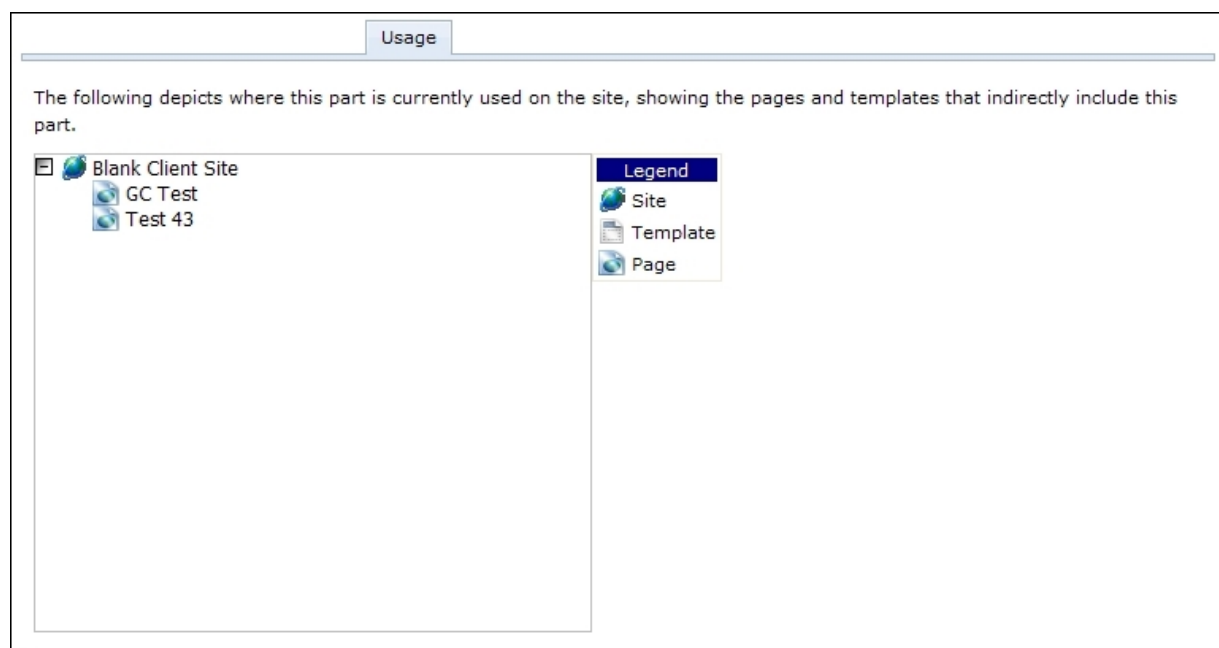 Usage
The following depicts where this part is currently used on the site, showing the pages and templates that indirectly include this
part.
Blank Client Site
GC Test
Test 43
Legend
Site
Template
Page